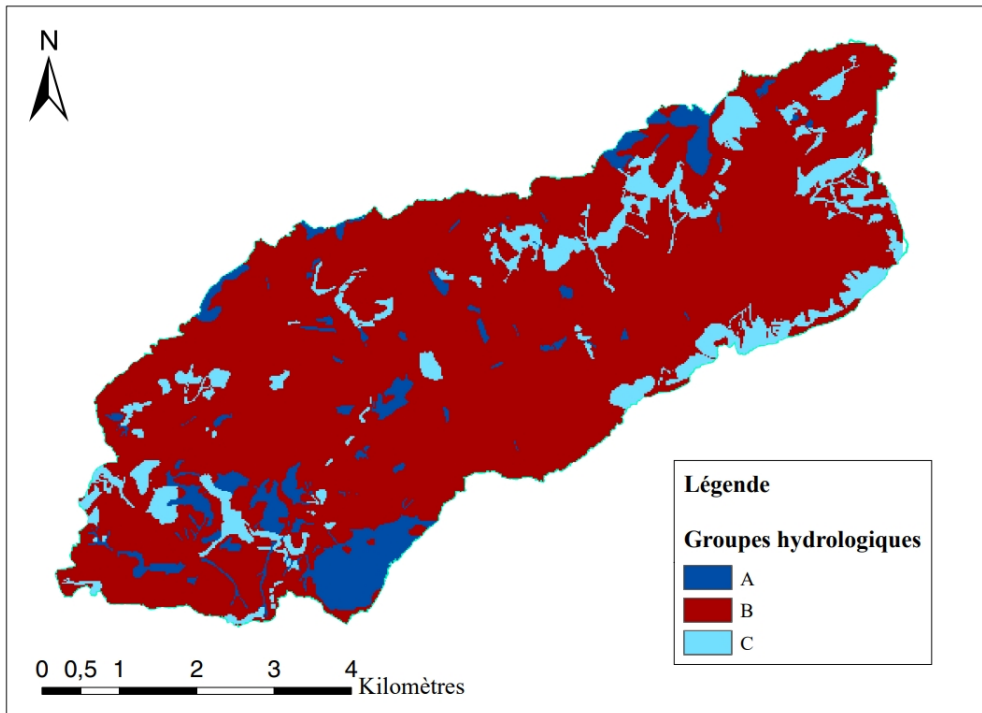 N
Légende
Groupes hydrologiques
A
B
C
0 0,5 1 2 3 4
Kilomètres